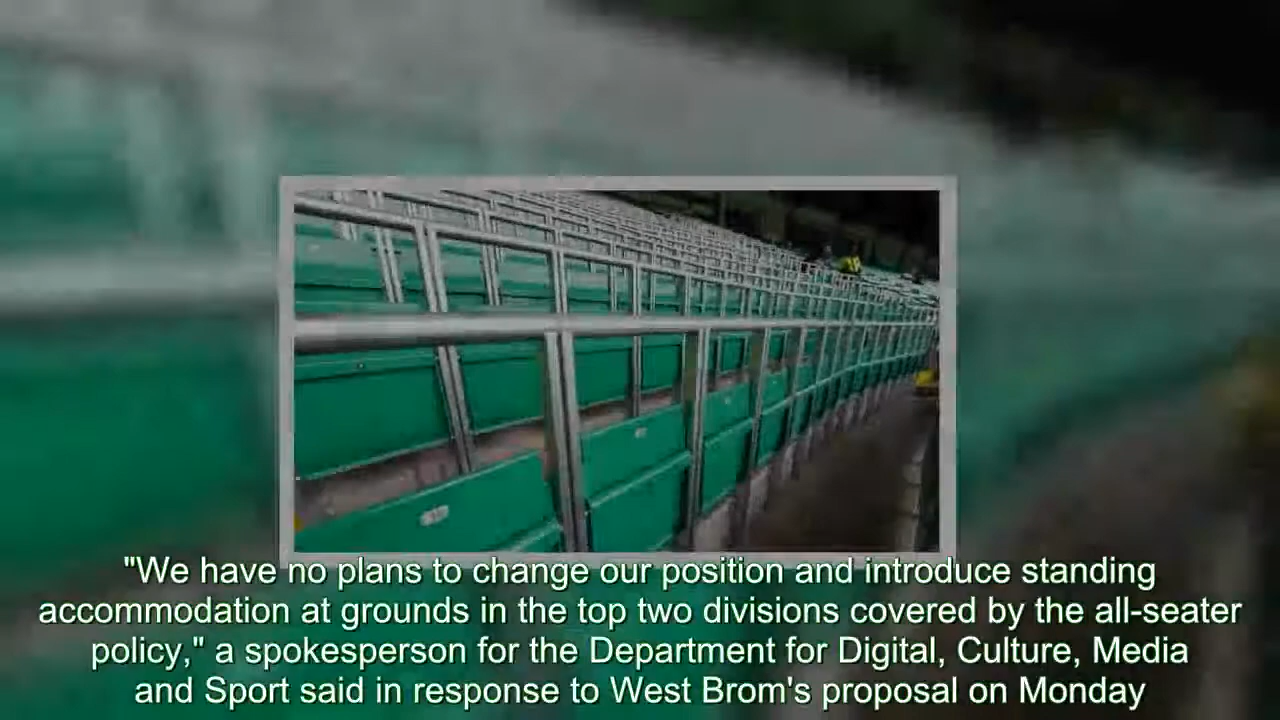 "We have no plans to change our position and introduce standing
accommodation at grounds in the top two divisions covered by the all-seater
policy," a spokesperson for the Department for Digital, Culture, Media
and Sport said in response to West Brom's proposal on Monday